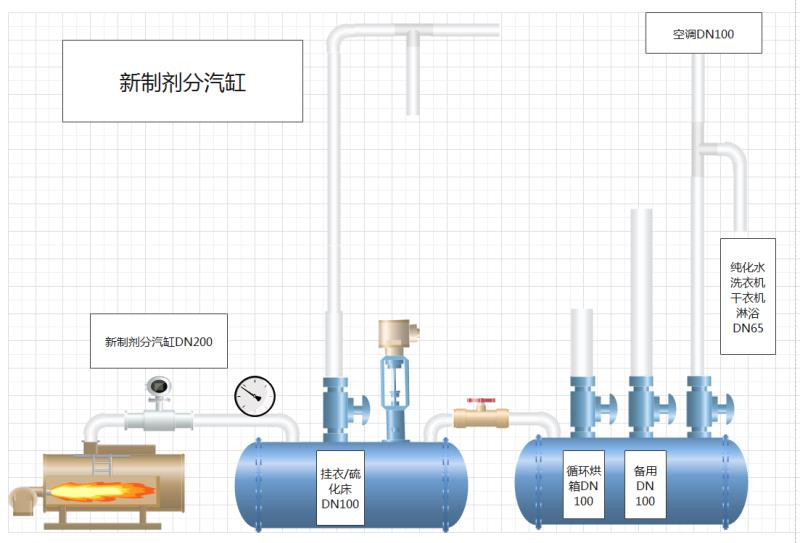 新制剂分汽缸
空调DN100
纯化水
洗衣机
干衣机
淋浴
DN65
新制剂分汽缸DN200
挂衣/硫
化床
DN100
循环烘
箱DN
100
备用
DN
100